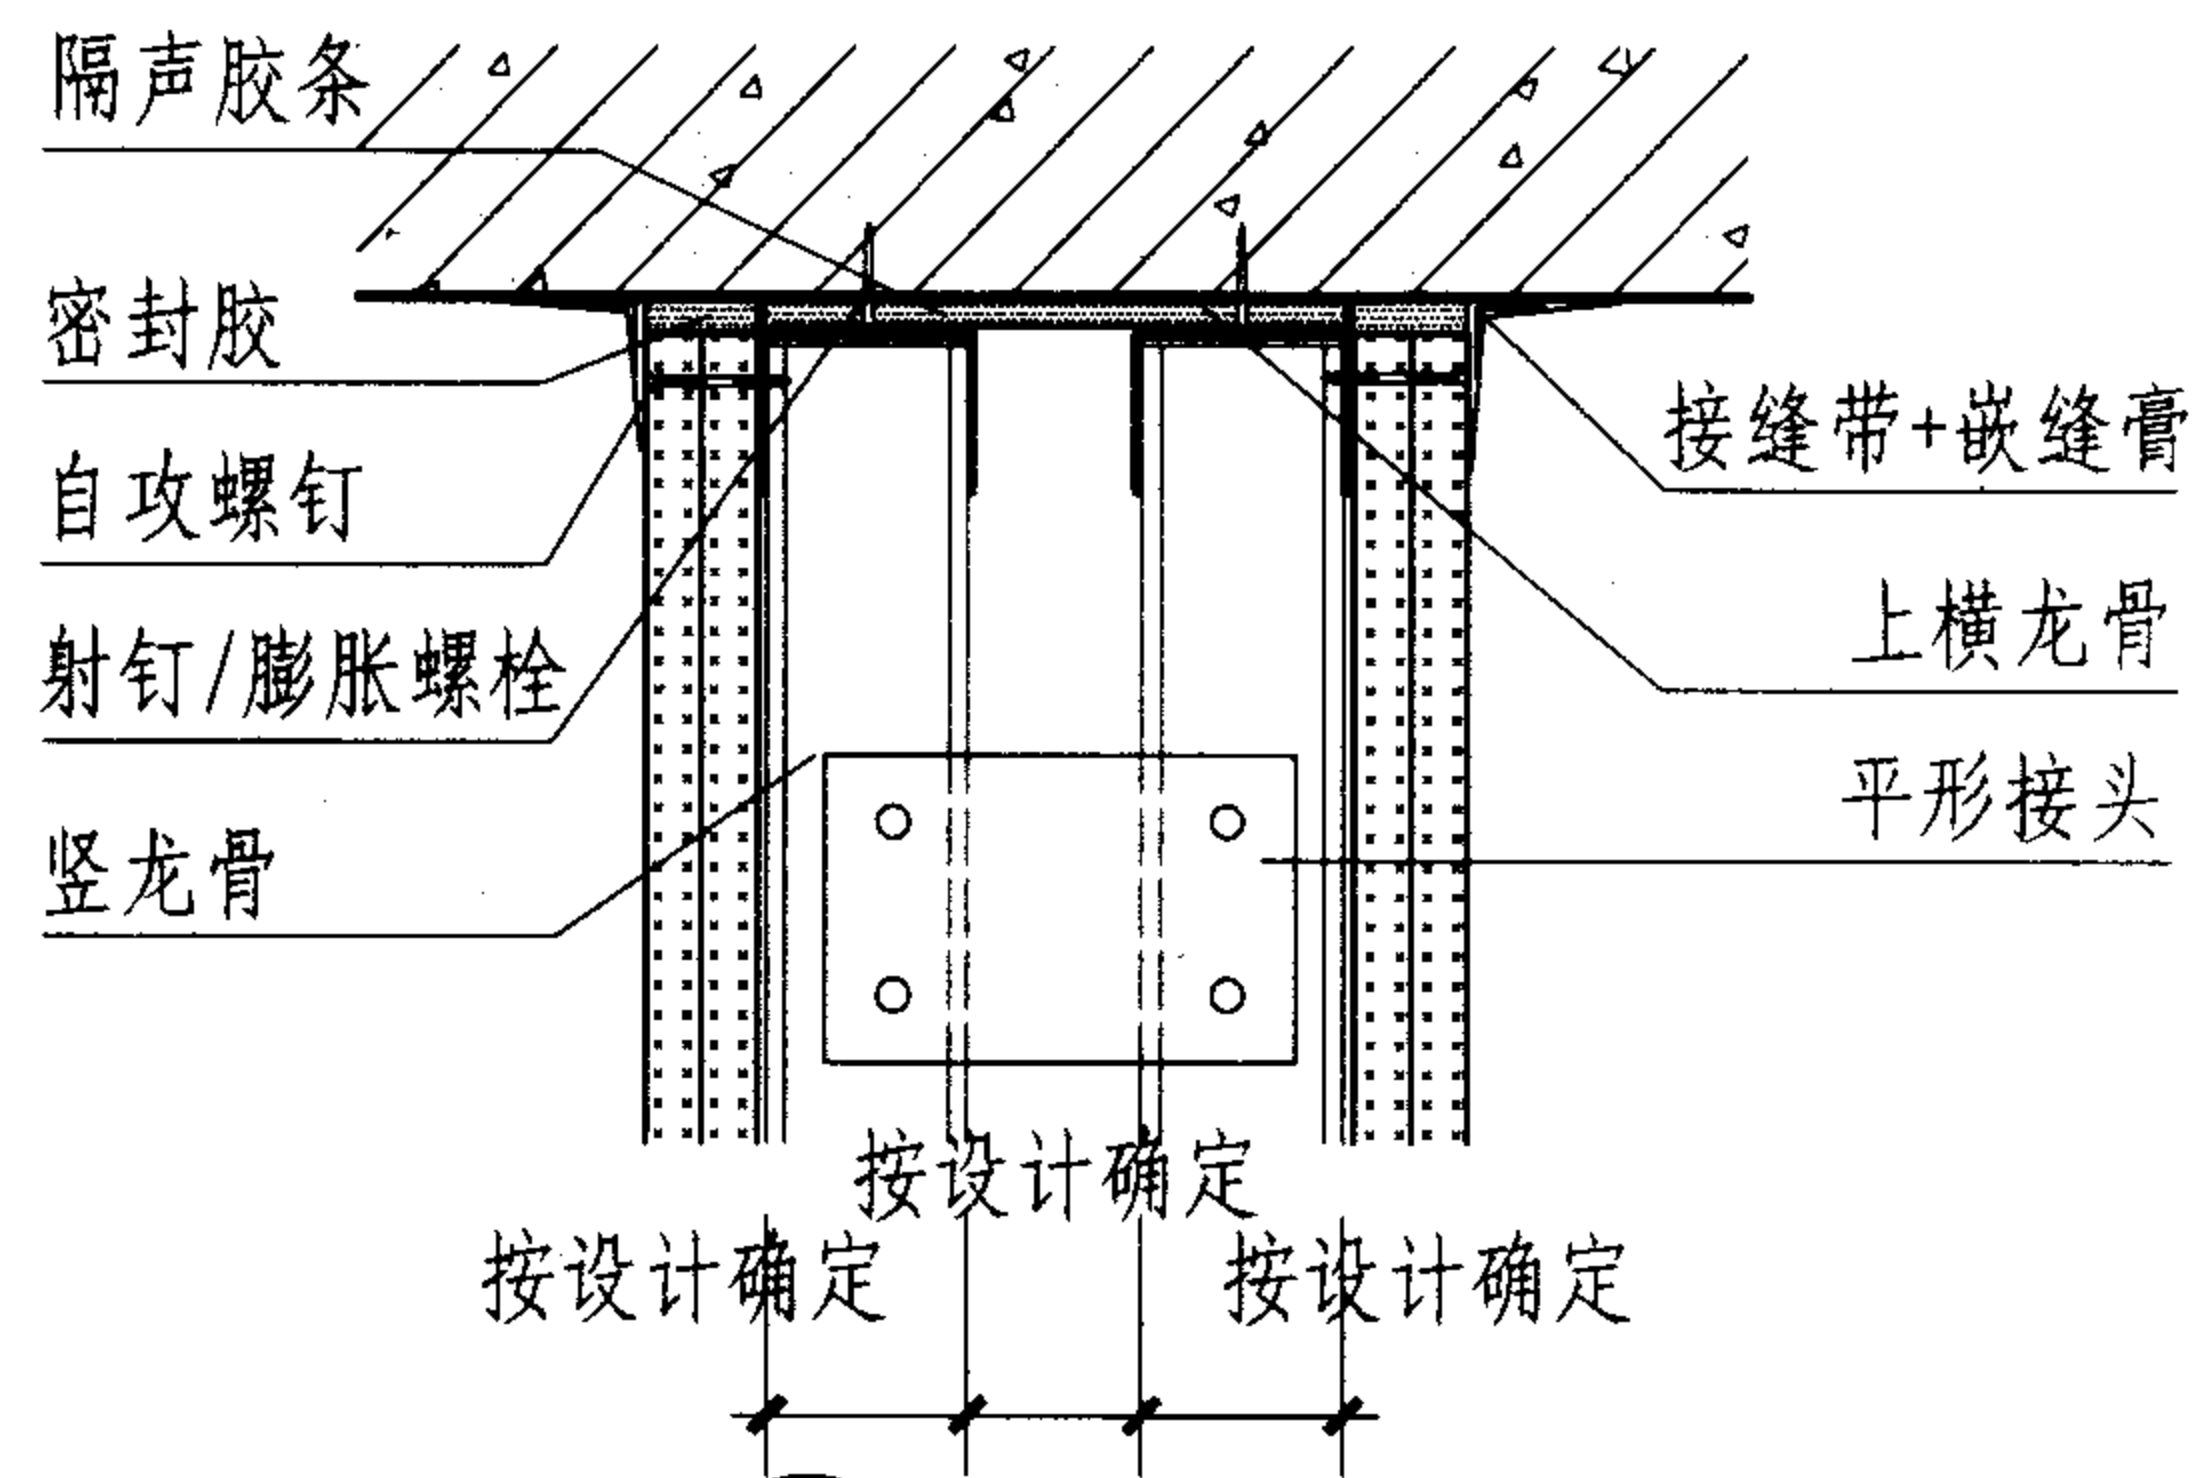 隔声胶条
密封胶
自攻螺钉
射钉/膨胀螺栓
竖龙骨
接缝带+嵌缝膏
上横龙骨
平形接头
按设计确定
按设计确定
按设计确定